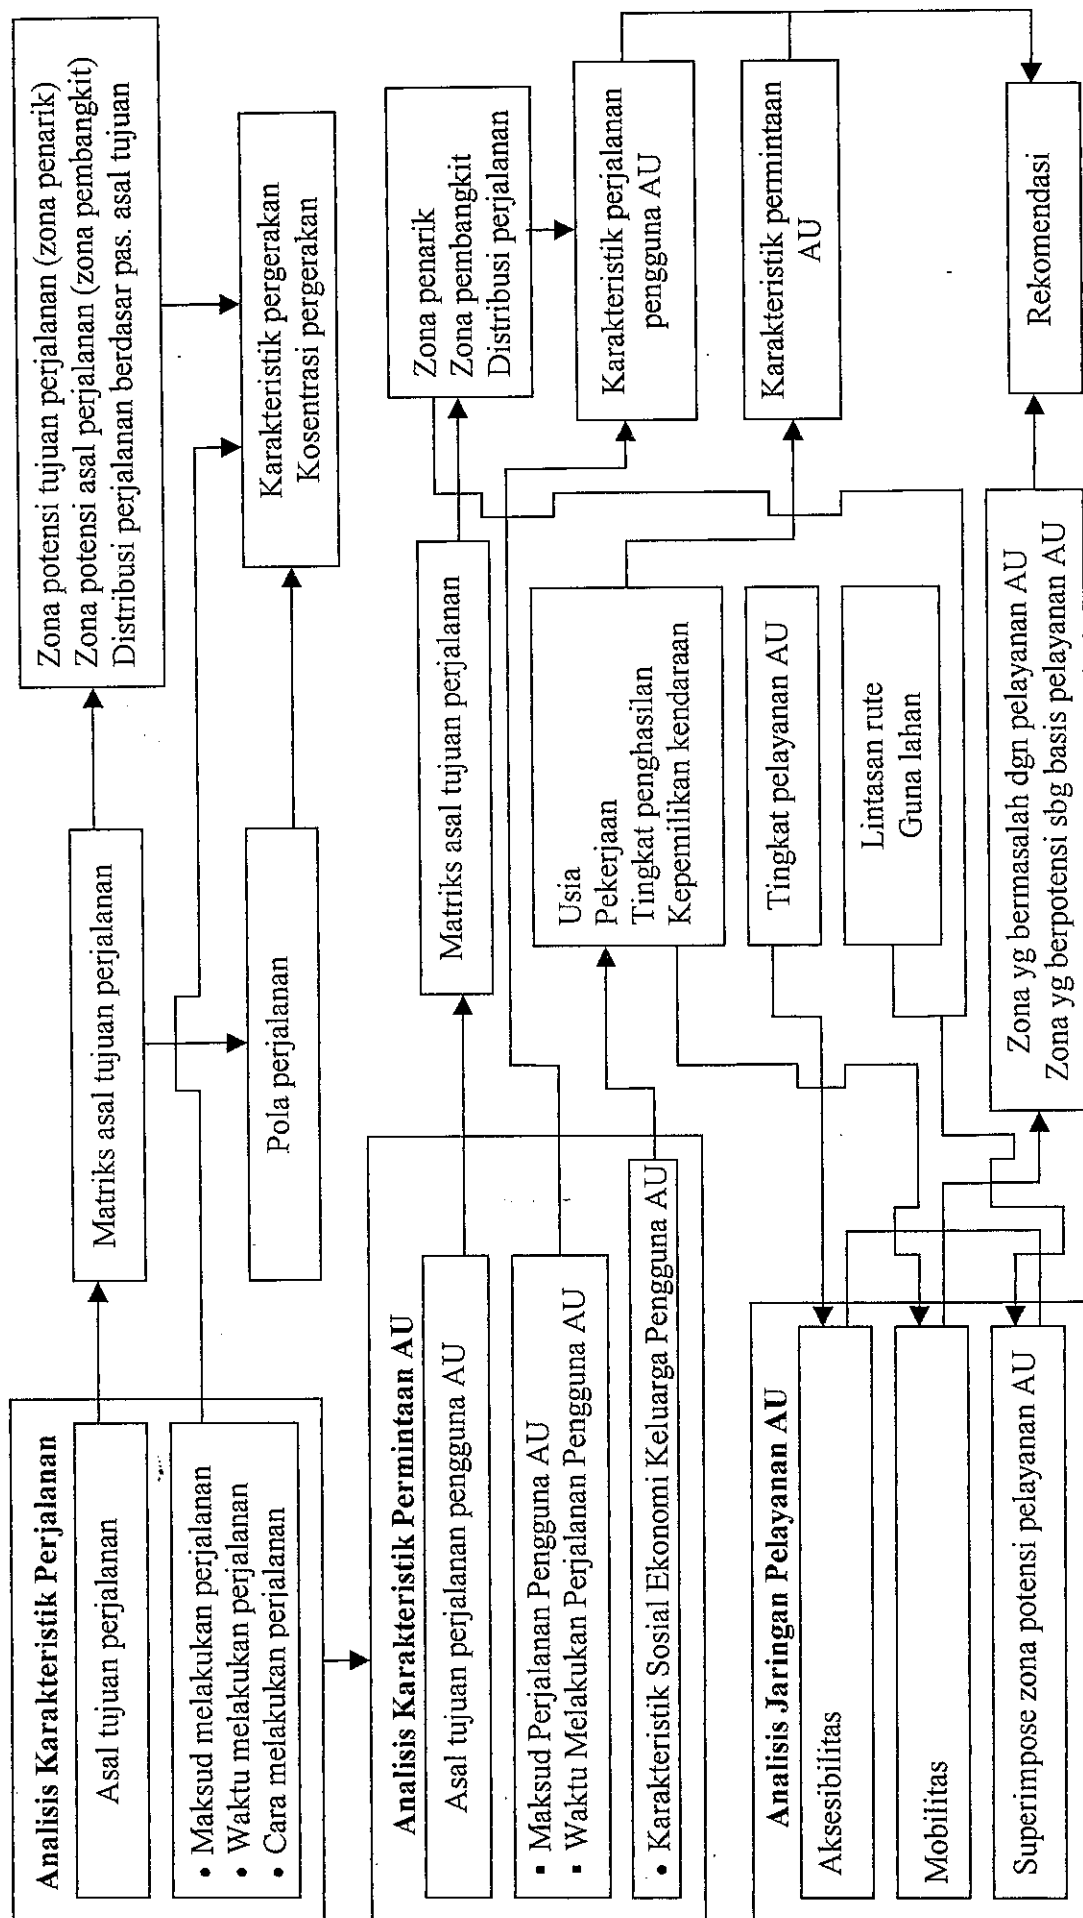 Analisis Karakteristik Perjalanan
Asal tujuan perjalanan
• Maksud melakukan perjalanan
• Waktu melakukan perjalanan
• Cara melakukan perjalanan
Matriks asal tujuan perjalanan
Pola perjalanan
Zona potensi tujuan perjalanan (zona penarik)
Zona potensi asal perjalanan (zona pembangkit)
Distribusi perjalanan berdasar pas. asal tujuan
Karakteristik pergerakan
Kosentrasi pergerakan
Analisis Karakteristik Permintaan AU
Asal tujuan perjalanan pengguna AU
▪ Maksud Perjalanan Pengguna AU
▪ Waktu Melakukan Perjalanan Pengguna AU
• Karakteristik Sosial Ekonomi Keluarga Pengguna AU
Matriks asal tujuan perjalanan
Usia
Pekerjaan
Tingkat penghasilan
Kepemilikan kendaraan
Zona penarik
Zona pembangkit
Distribusi perjalanan
Karakteristik perjalanan
pengguna AU
Karakteristik permintaan
AU
Analisis Jaringan Pelayanan AU
Aksesibilitas
Mobilitas
Superimpose zona potensi pelayanan AU
Tingkat pelayanan AU
Lintasan rute
Guna lahan
Zona yg bermasalah dgn pelayanan AU
Zona yg berpotensi sbg basis pelayanan AU
Rekomendasi